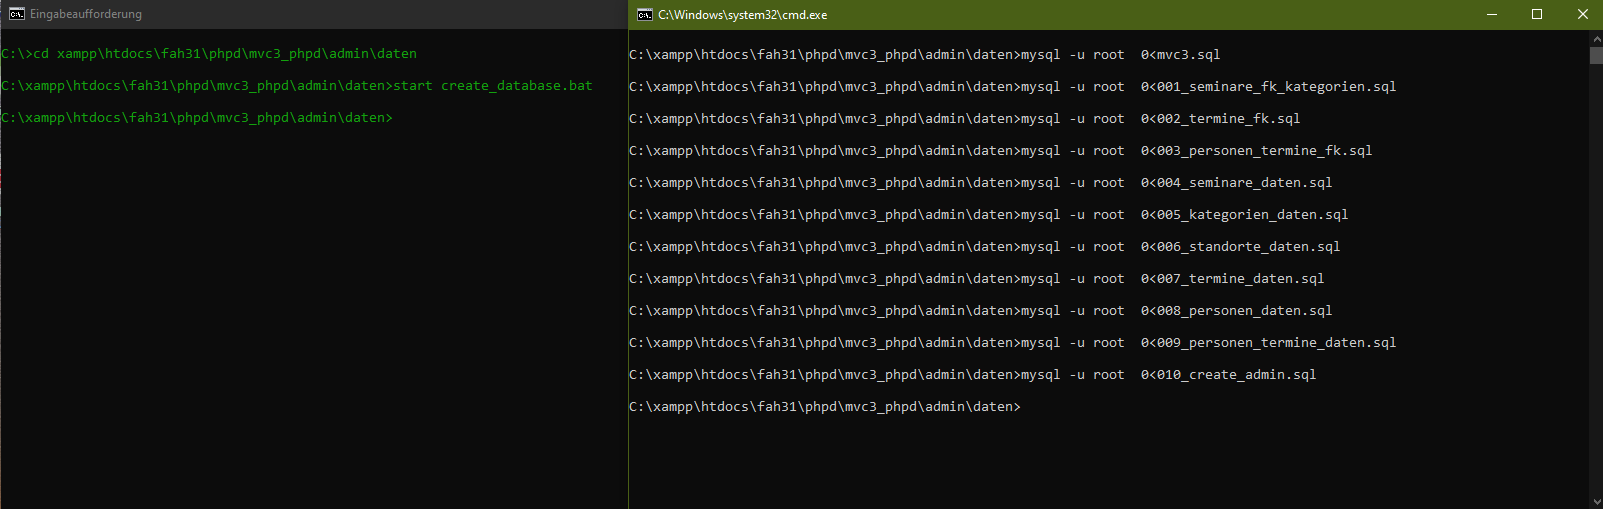 Eingabeaufforderung
C:\>cd xampp\htdocs\fah31\phpd\mvc3_phpd\admin\daten
C:\xampp\htdocs\fah31\phpd\mvc3_phpd\admin\daten>start create_database.bat
C:\xampp\htdocs\fah31\phpd\mvc3_phpd\admin\daten>
C:\Windows\system32\cmd.exe
C:\xampp\htdocs\fah31\phpd\mvc3_phpd\admin\daten>mysql -u root  0<mvc3.sql
C:\xampp\htdocs\fah31\phpd\mvc3_phpd\admin\daten>mysql -u root  0<001_seminare_fk_kategorien.sql
C:\xampp\htdocs\fah31\phpd\mvc3_phpd\admin\daten>mysql -u root  0<002_termine_fk.sql
C:\xampp\htdocs\fah31\phpd\mvc3_phpd\admin\daten>mysql -u root  0<003_personen_termine_fk.sql
C:\xampp\htdocs\fah31\phpd\mvc3_phpd\admin\daten>mysql -u root  0<004_seminare_daten.sql
C:\xampp\htdocs\fah31\phpd\mvc3_phpd\admin\daten>mysql -u root  0<005_kategorien_daten.sql
C:\xampp\htdocs\fah31\phpd\mvc3_phpd\admin\daten>mysql -u root  0<006_standorte_daten.sql
C:\xampp\htdocs\fah31\phpd\mvc3_phpd\admin\daten>mysql -u root  0<007_termine_daten.sql
C:\xampp\htdocs\fah31\phpd\mvc3_phpd\admin\daten>mysql -u root  0<008_personen_daten.sql
C:\xampp\htdocs\fah31\phpd\mvc3_phpd\admin\daten>mysql -u root  0<009_personen_termine_daten.sql
C:\xampp\htdocs\fah31\phpd\mvc3_phpd\admin\daten>mysql -u root  0<010_create_admin.sql
C:\xampp\htdocs\fah31\phpd\mvc3_phpd\admin\daten>